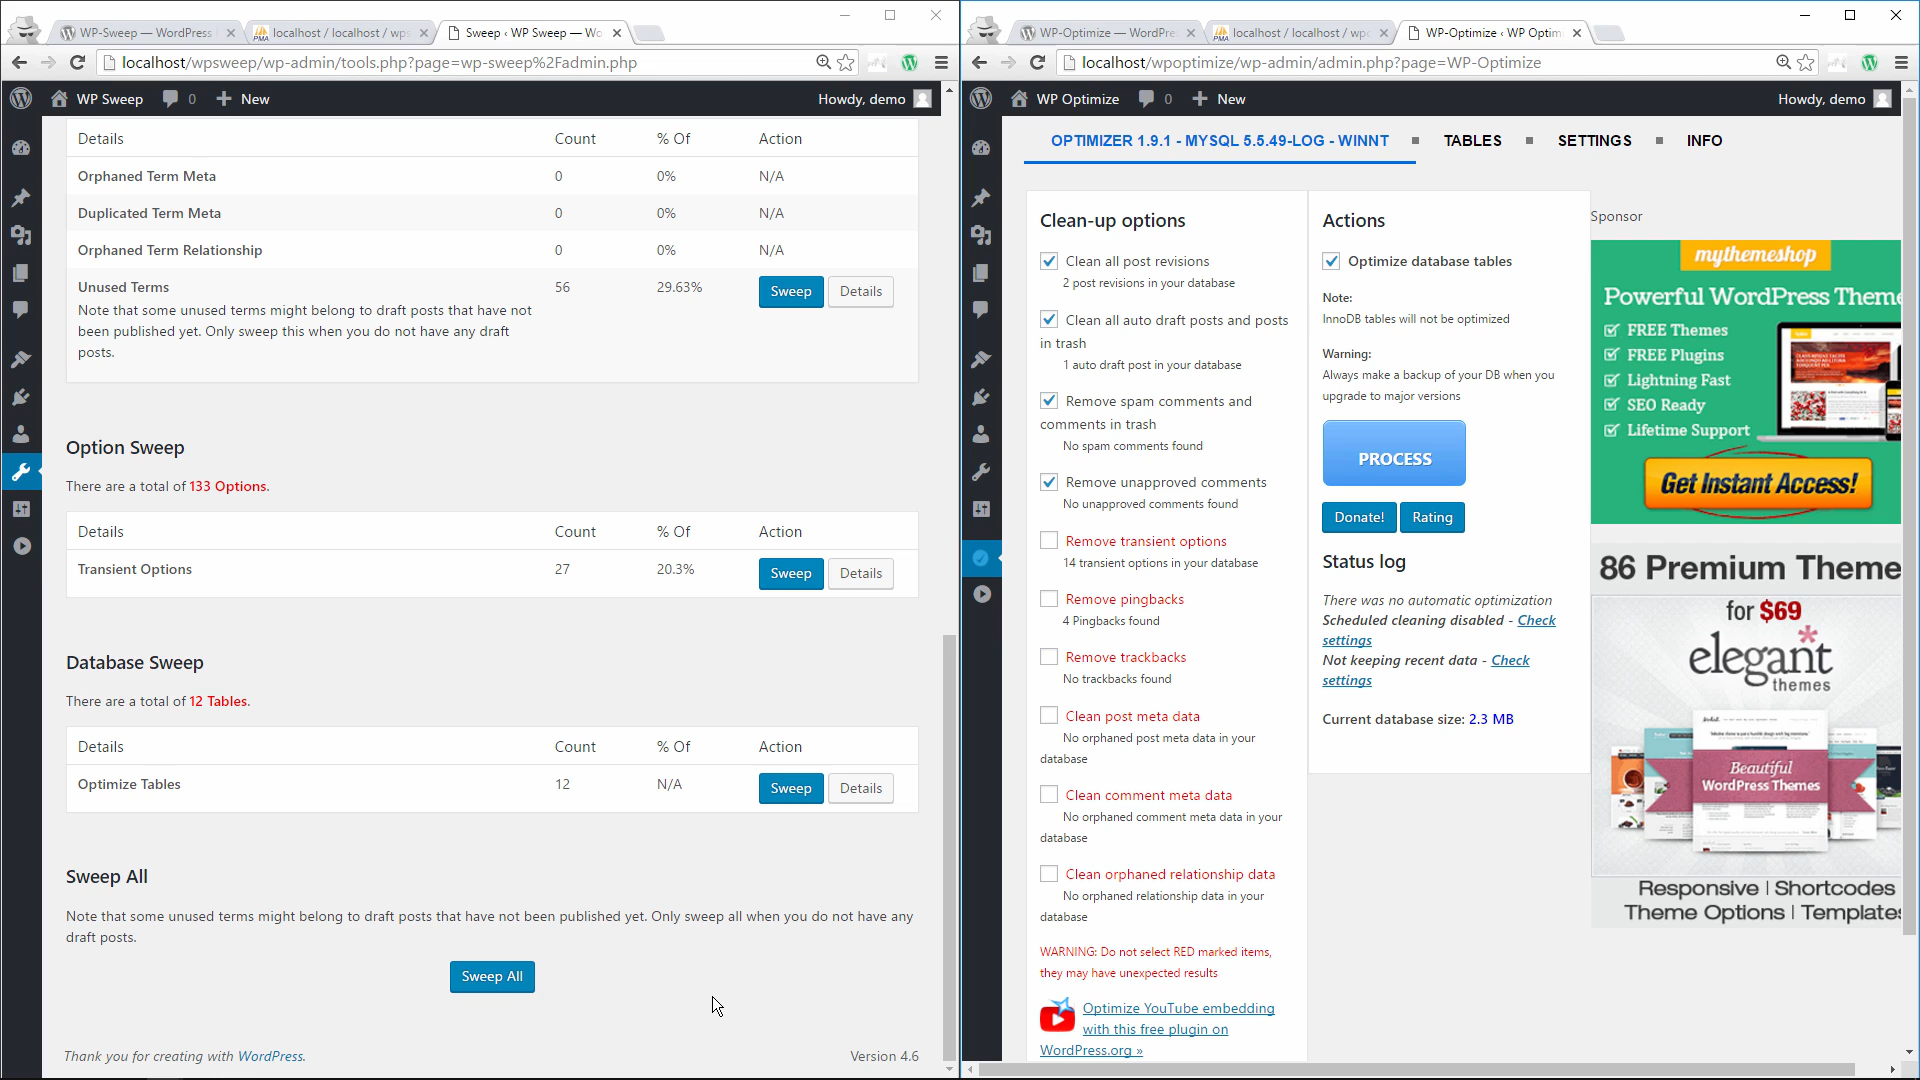 WP-Sweep — WordPress
localhost / localhost / wps
Sweep ‹ WP Sweep — Wo
localhost/wpsweep/wp-admin/tools.php?page=wp-sweep%2Fadmin.php
WP Sweep
0
New
Howdy, demo
Details Count % Of Action
Orphaned Term Meta 0 0% N/A
Duplicated Term Meta 0 0% N/A
Orphaned Term Relationship 0 0% N/A
Unused Terms 56 29.63% Sweep Details
Note that some unused terms might belong to draft posts that have not
been published yet. Only sweep this when you do not have any draft
posts.
Option Sweep
There are a total of 133 Options.
Details Count % Of Action
Transient Options 27 20.3% Sweep Details
Database Sweep
There are a total of 12 Tables.
Details Count % Of Action
Optimize Tables 12 N/A Sweep Details
Sweep All
Note that some unused terms might belong to draft posts that have not been published yet. Only sweep all when you do not have any
draft posts.
Sweep All
Thank you for creating with WordPress.
Version 4.6
WP-Optimize — WordPre
localhost / localhost / wpo
WP-Optimize ‹ WP Optim
localhost/wpoptimize/wp-admin/admin.php?page=WP-Optimize
WP Optimize
0
New
Howdy, demo
OPTIMIZER 1.9.1 - MYSQL 5.5.49-LOG - WINNT
TABLES
SETTINGS
INFO
Clean-up options
Clean all post revisions
2 post revisions in your database
Clean all auto draft posts and posts
in trash
1 auto draft post in your database
Remove spam comments and
comments in trash
No spam comments found
Remove unapproved comments
No unapproved comments found
Remove transient options
14 transient options in your database
Remove pingbacks
4 Pingbacks found
Remove trackbacks
No trackbacks found
Clean post meta data
No orphaned post meta data in your
database
Clean comment meta data
No orphaned comment meta data in your
database
Clean orphaned relationship data
No orphaned relationship data in your
database
WARNING: Do not select RED marked items,
they may have unexpected results
Optimize YouTube embedding
with this free plugin on
WordPress.org »
Actions
Optimize database tables
Note:
InnoDB tables will not be optimized
Warning:
Always make a backup of your DB when you
upgrade to major versions
PROCESS
Donate!
Rating
Status log
There was no automatic optimization
Scheduled cleaning disabled - Check
settings
Not keeping recent data - Check
settings
Current database size: 2.3 MB
Sponsor
mythemeshop
Powerful WordPress Theme
FREE Themes
FREE Plugins
Lightning Fast
SEO Ready
Lifetime Support
Get Instant Access!
86 Premium Theme
for $69
elegant
themes
Beautiful
WordPress Themes
Responsive | Shortcodes
Theme Options | Templates